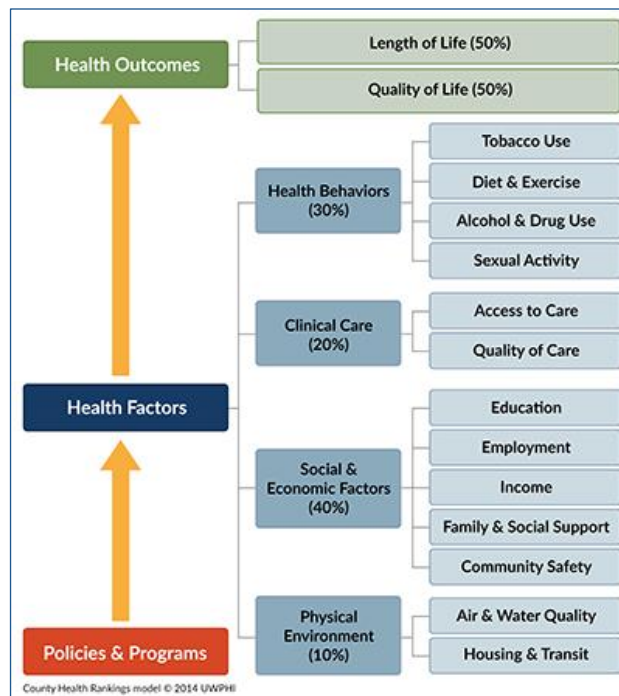 Health Outcomes
Length of Life (50%)
Quality of Life (50%)
Health Behaviors
(30%)
Tobacco Use
Diet & Exercise
Alcohol & Drug Use
Sexual Activity
Clinical Care
(20%)
Access to Care
Quality of Care
Health Factors
Social &
Economic Factors
(40%)
Education
Employment
Income
Family & Social Support
Community Safety
Physical
Environment
(10%)
Air & Water Quality
Housing & Transit
Policies & Programs
County Health Rankings model © 2014 UWPHI